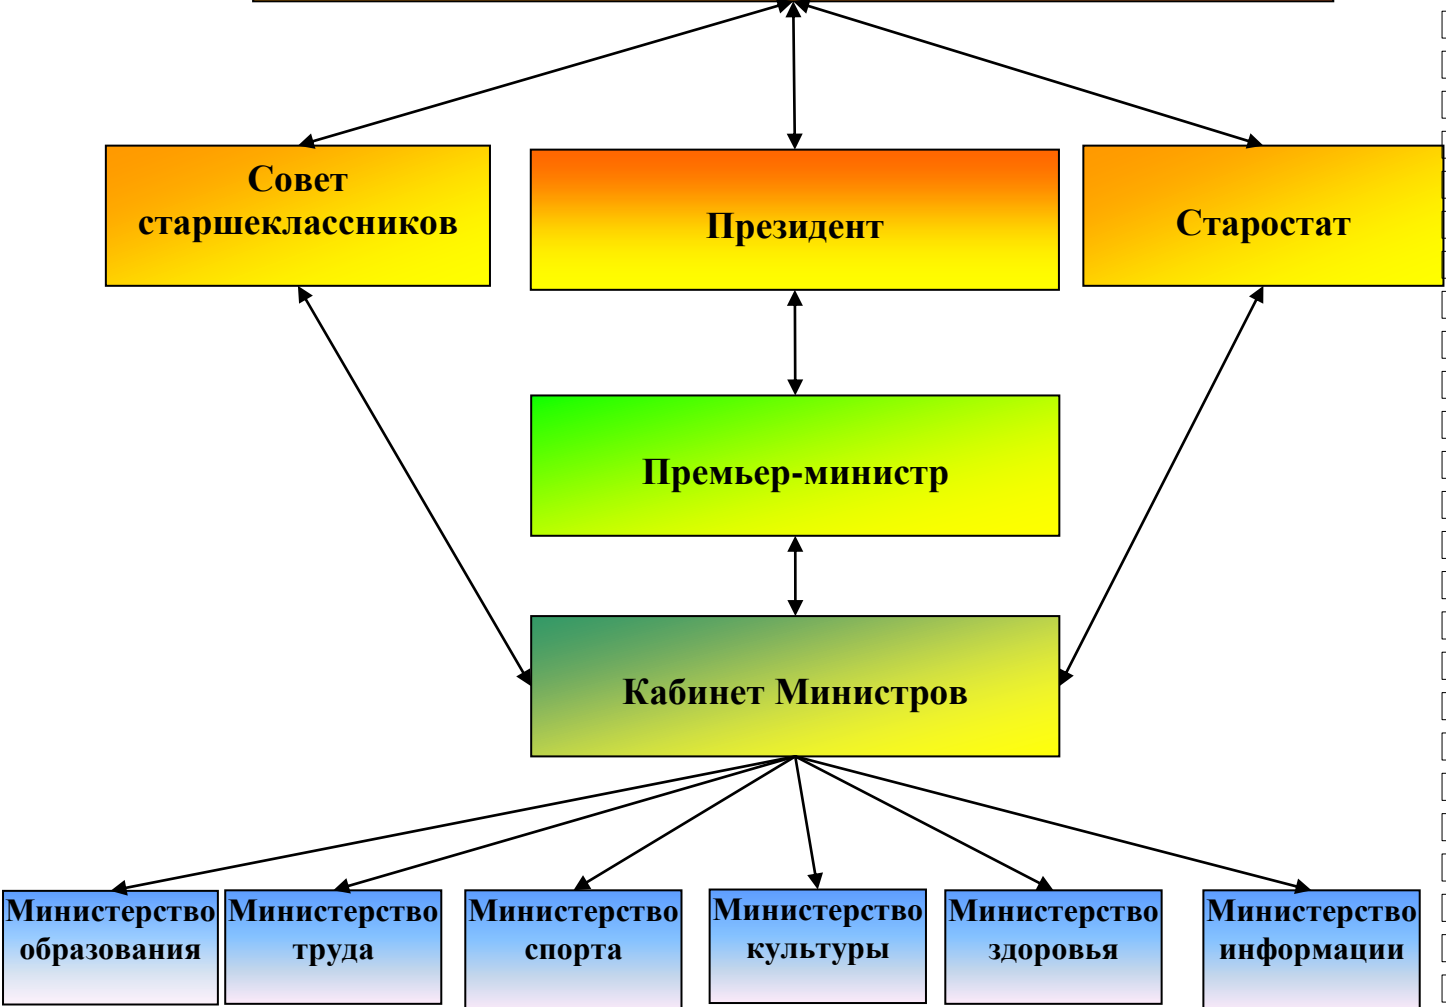 Совет
старшеклассников
Президент
Старостат
Премьер-министр
Кабинет Министров
Министерство
образования
Министерство
труда
Министерство
спорта
Министерство
культуры
Министерство
здоровья
Министерство
информации